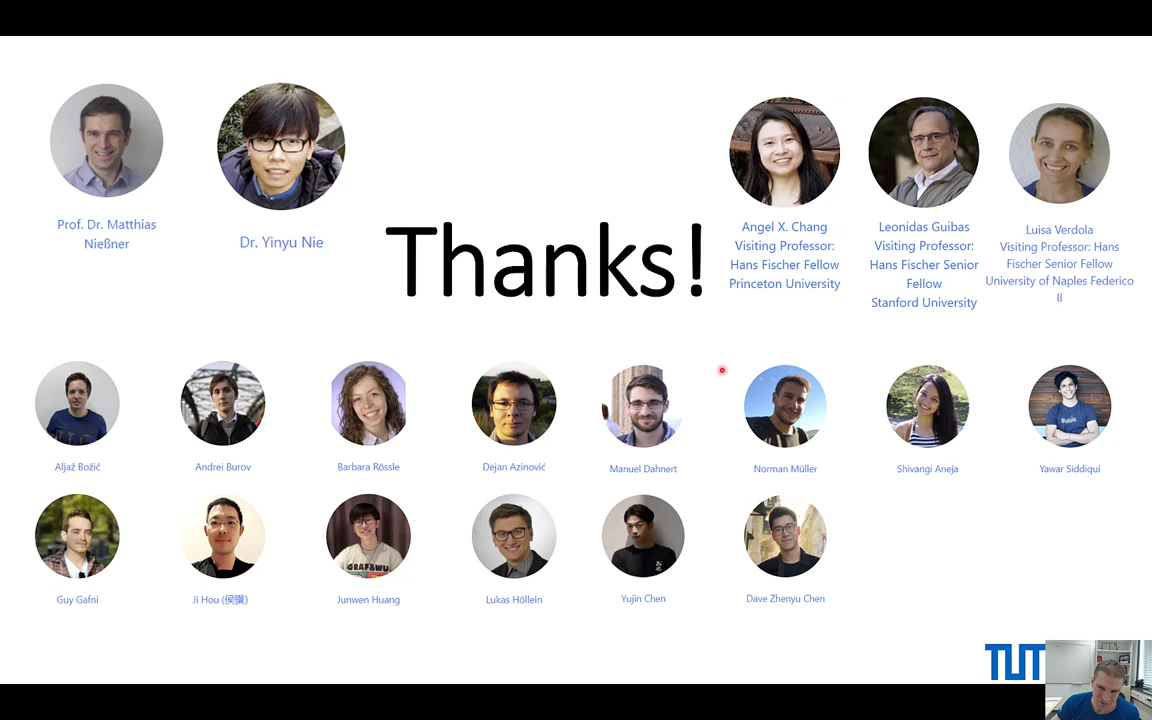 Prof. Dr. Matthias
Nießner
Dr. Yinyu Nie
Thanks!
Angel X. Chang
Visiting Professor:
Hans Fischer Fellow
Princeton University
Leonidas Guibas
Visiting Professor:
Hans Fischer Senior
Fellow
Stanford University
Luisa Verdola
Visiting Professor: Hans
Fischer Senior Fellow
University of Naples Federico
II
Aljaž Božič
Andrei Burov
Barbara Rössle
Dejan Azinović
Manuel Dahnert
Norman Müller
Shivangi Aneja
Yawar Siddiqui
GRAF&WU
Guy Gafni
Ji Hou (侯骥)
Junwen Huang
Lukas Höllein
Yujin Chen
Dave Zhenyu Chen